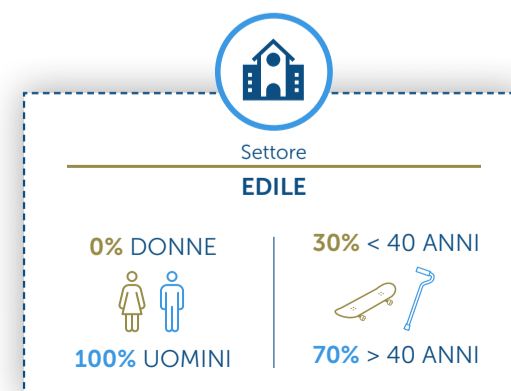 Settore
EDILE
0% DONNE
100% UOMINI
30% < 40 ANNI
70% > 40 ANNI